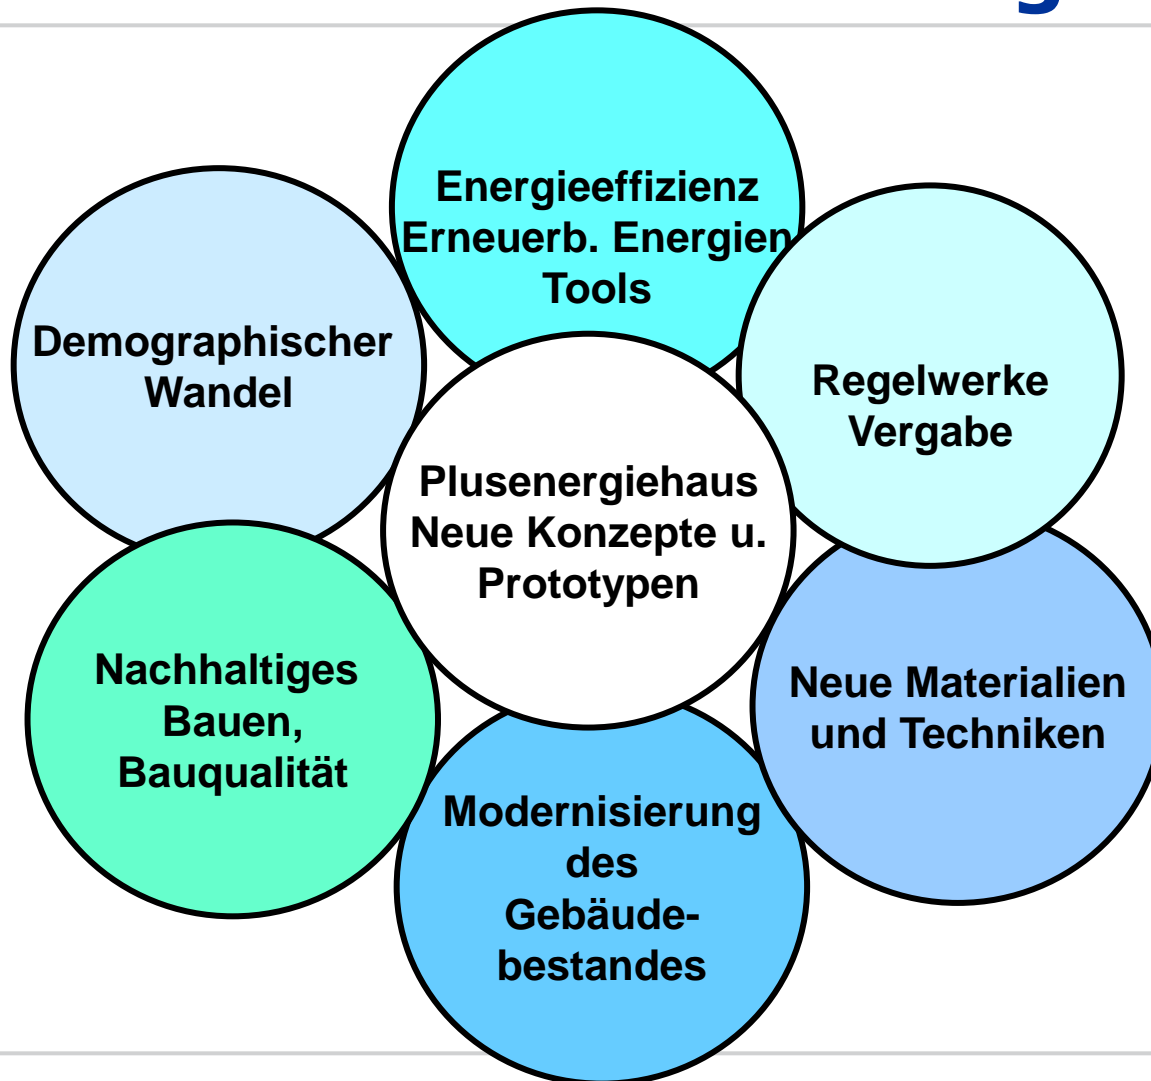 Energieeffizienz
Erneuerb. Energien
Tools
Demographischer
Wandel
Regelwerke
Vergabe
Plusenergiehaus
Neue Konzepte u.
Prototypen
Nachhaltiges
Bauen,
Bauqualität
Neue Materialien
und Techniken
Modernisierung
des
Gebäude-
bestandes